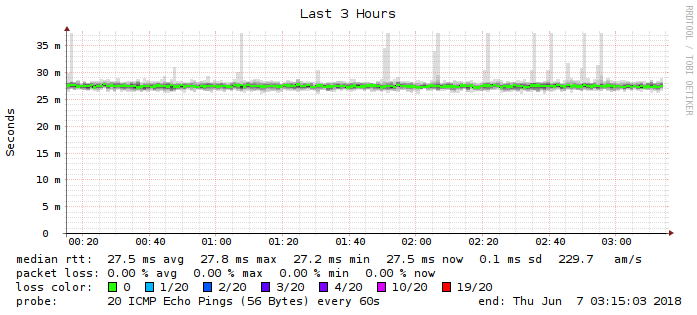 Last 3 Hours
RRDTOOL / TOBI OETIKER
Seconds
35 m
30 m
25 m
20 m
15 m
10 m
5 m
0
00:20 00:40 01:00 01:20 01:40 02:00 02:20 02:40 03:00
median rtt: 27.5 ms avg 27.8 ms max 27.2 ms min 27.5 ms now 0.1 ms sd 229.7 am/s
packet loss: 0.00 % avg 0.00 % max 0.00 % min 0.00 % now
loss color: 0 1/20 2/20 3/20 4/20 10/20 19/20
probe: 20 ICMP Echo Pings (56 Bytes) every 60s end: Thu Jun 7 03:15:03 2018